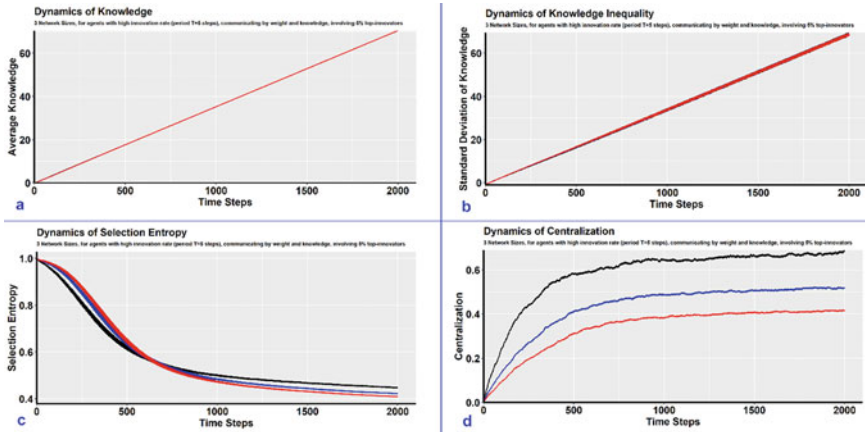 Dynamics of Knowledge
3 Network Sizes, for agents with high innovation rate (period T=5 steps), communicating by weight and knowledge, involving 5% top-innovators
Average Knowledge
60
40
20
0
0
500
1000
1500
2000
Time Steps
a
Dynamics of Knowledge Inequality
3 Network Sizes, for agents with high innovation rate (period T=5 steps), communicating by weight and knowledge, involving 5% top-innovators
Standard Deviation of Knowledge
60
40
20
0
0
500
1000
1500
2000
Time Steps
b
Dynamics of Selection Entropy
3 Network Sizes, for agents with high innovation rate (period T=5 steps), communicating by weight and knowledge, involving 5% top-innovators
Selection Entropy
1.0
0.8
0.6
0.4
0
500
1000
1500
2000
Time Steps
c
Dynamics of Centralization
3 Network Sizes, for agents with high innovation rate (period T=5 steps), communicating by weight and knowledge, involving 5% top-innovators
Centralization
0.6
0.4
0.2
0.0
0
500
1000
1500
2000
Time Steps
d